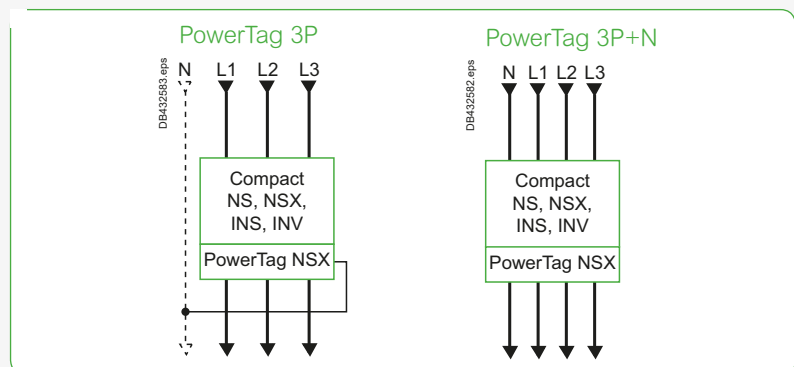 PowerTag 3P
DB432583.eps
N L1 L2 L3
Compact
NS, NSX,
INS, INV
PowerTag NSX
PowerTag 3P+N
DB432582.eps
N L1 L2 L3
Compact
NS, NSX,
INS, INV
PowerTag NSX